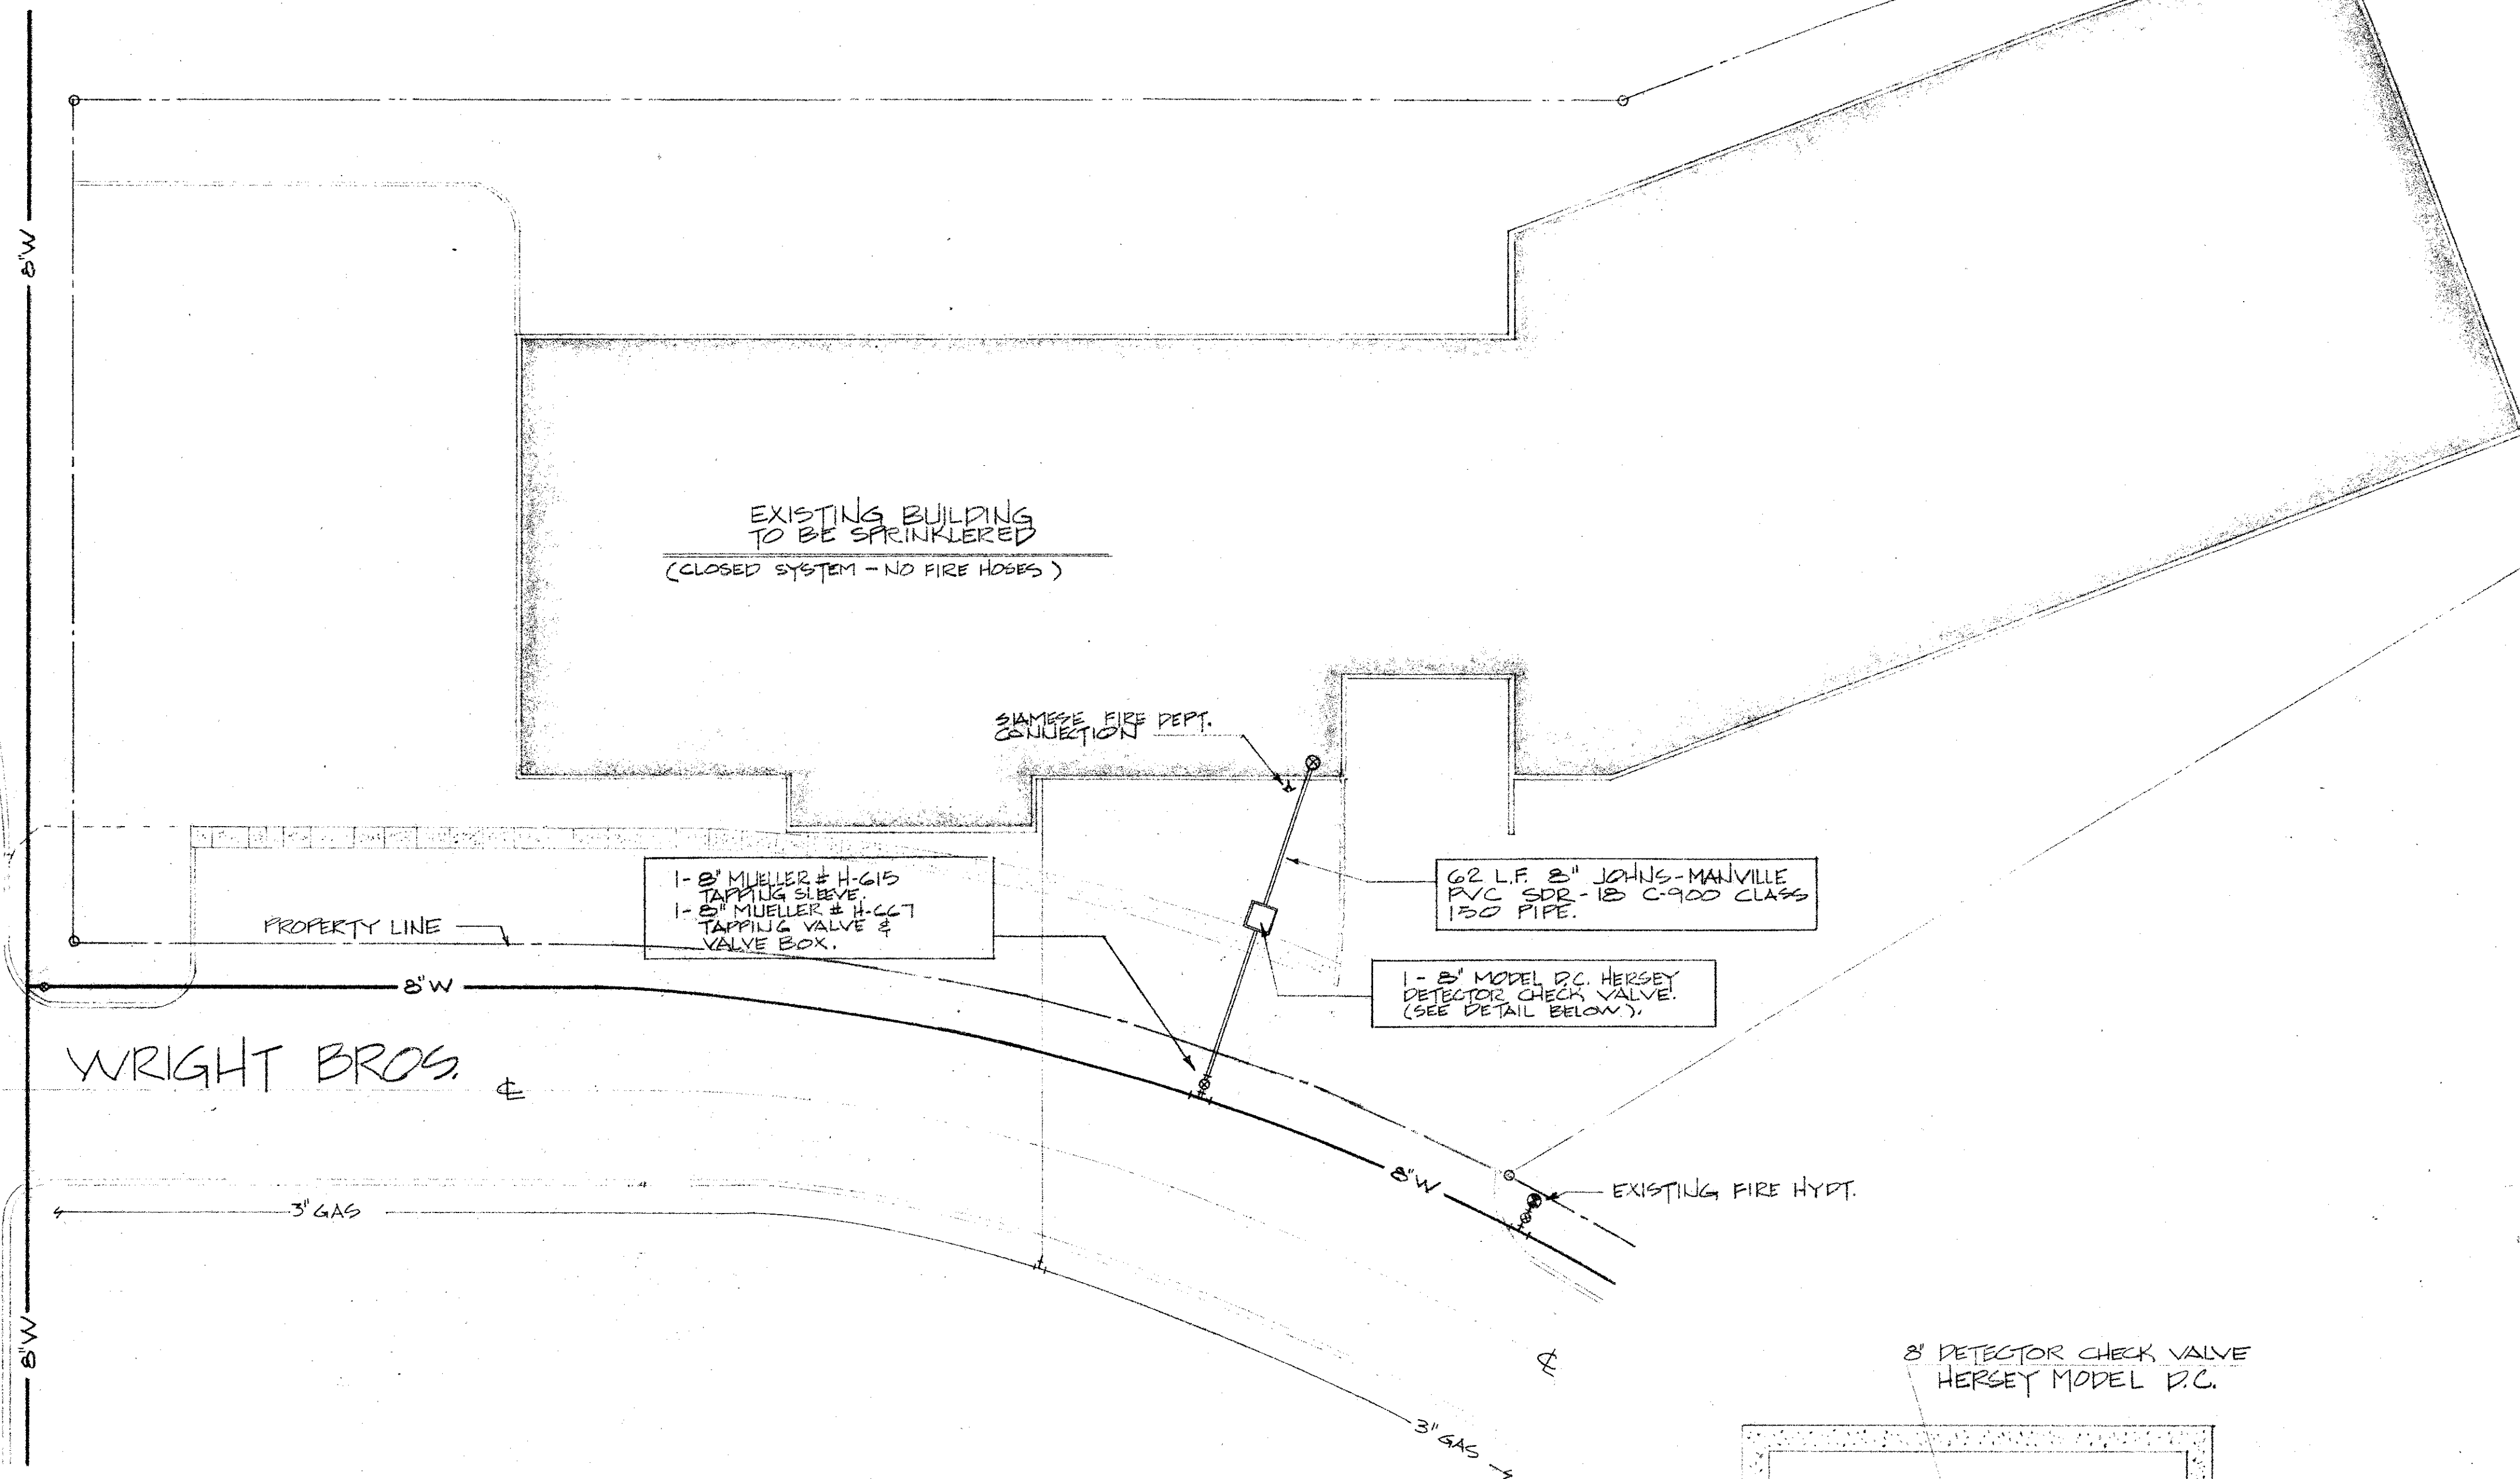 8"W
EXISTING BUILDING
TO BE SPRINKLERED
(CLOSED SYSTEM - NO FIRE HOSES)
SIAMESE FIRE DEPT.
CONNECTION
1- 8" MUELLER # H-615
TAPPING SLEEVE.
1- 8" MUELLER # H-667
TAPPING VALVE &
VALVE BOX.
62 L.F. 8" JOHNS-MANVILLE
PVC SDR-18 C-900 CLASS
150 PIPE.
PROPERTY LINE
1- 8" MODEL D.C. HERSEY
DETECTOR CHECK VALVE.
(SEE DETAIL BELOW).
8"W
WRIGHT BROS.
℄
8"W
EXISTING FIRE HYDT.
3" GAS
8"W
℄
8" DETECTOR CHECK VALVE
HERSEY MODEL D.C.
3" GAS